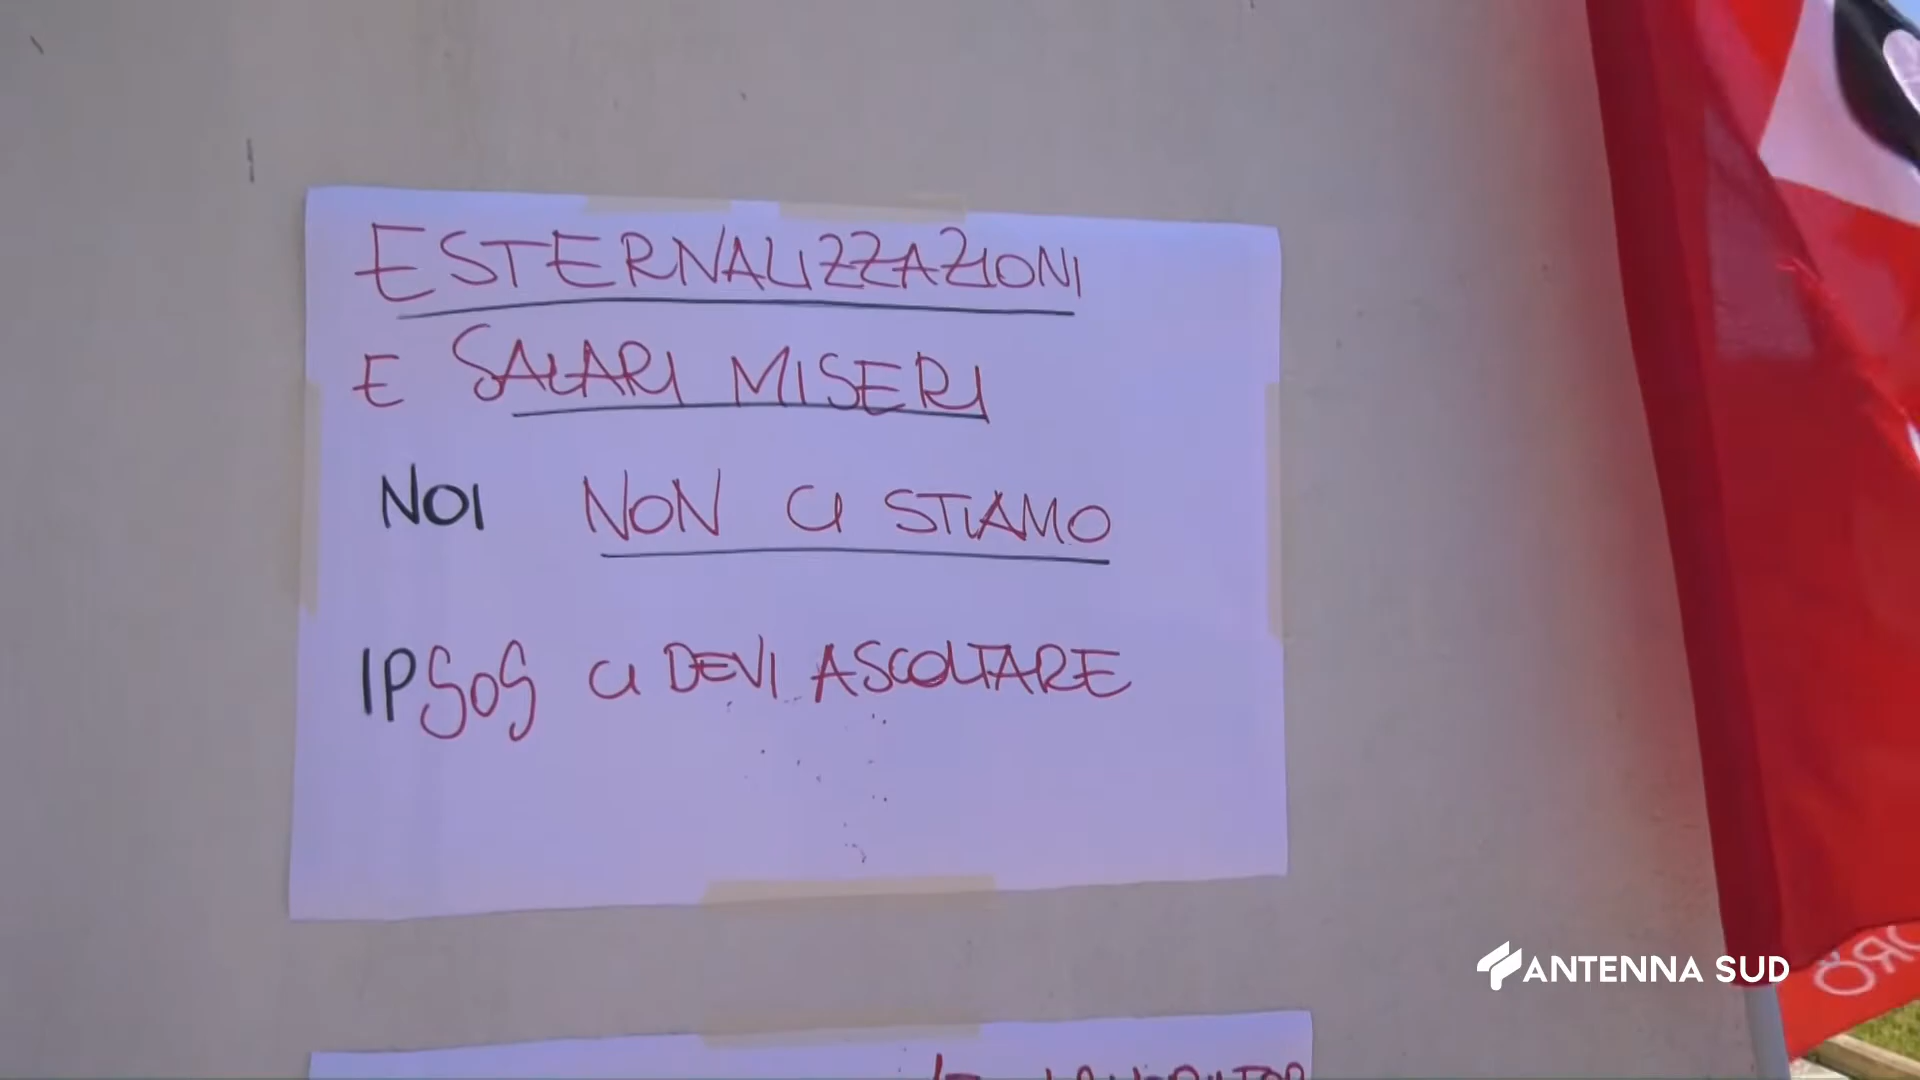 ESTERNALIZZAZIONI
E SALARI MISERI
NOI NON CI STIAMO
IPSOS CI DEVI ASCOLTARE
ANTENNA SUD